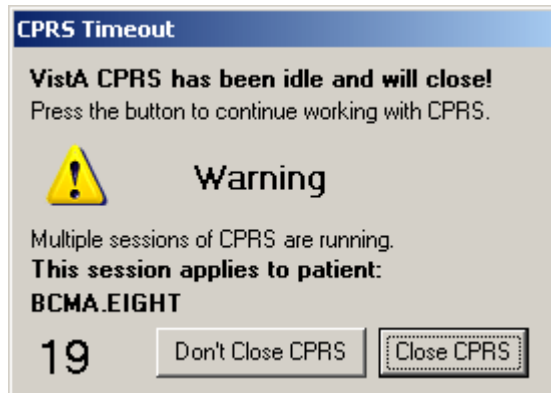 CPRS Timeout
VistA CPRS has been idle and will close!
Press the button to continue working with CPRS.
Warning
Multiple sessions of CPRS are running.
This session applies to patient:
BCMA.EIGHT
19 Don't Close CPRS Close CPRS